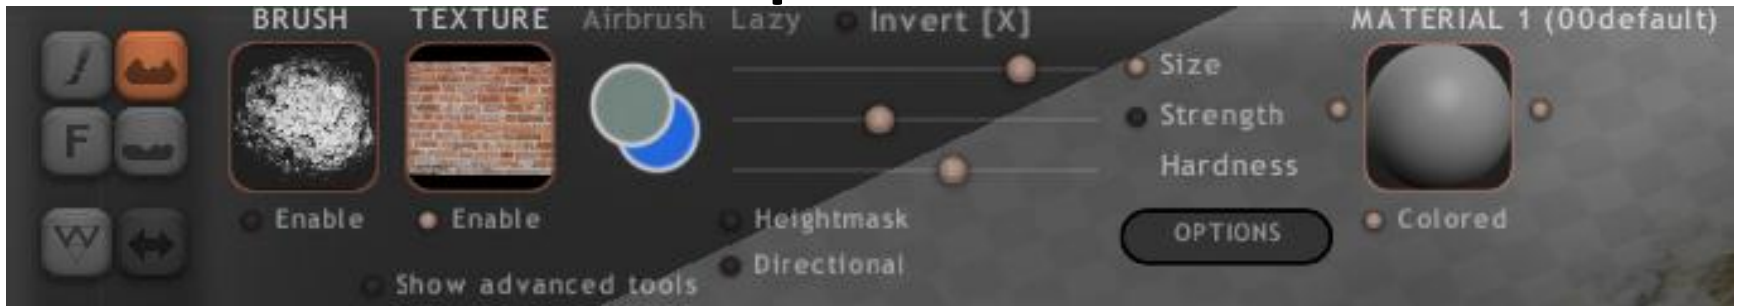 BRUSH TEXTURE Airbrush Lazy Invert [X] MATERIAL 1 (00default)
Size
F Strength
Hardness
Enable Enable Heightmask OPTIONS Colored
Directional
Show advanced tools